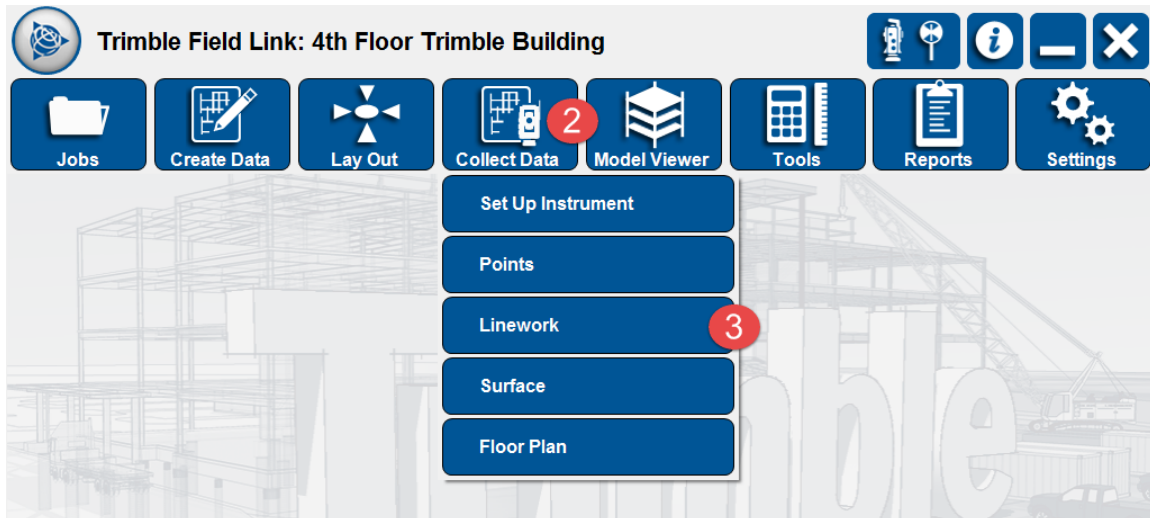 Trimble Field Link: 4th Floor Trimble Building
Jobs
Create Data
Lay Out
Collect Data
2
Model Viewer
Tools
Reports
Settings
Set Up Instrument
Points
Linework
3
Surface
Floor Plan
Trimble